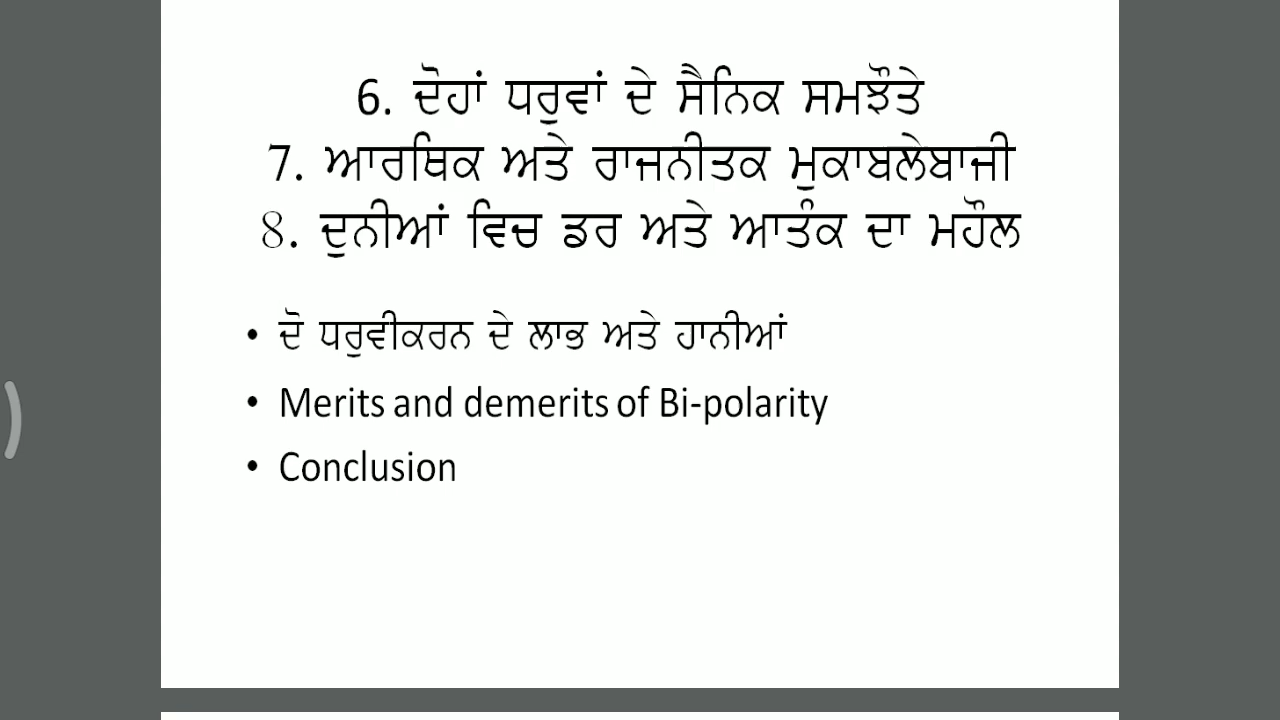 6. ਦੋਹਾਂ ਧਰੁਵਾਂ ਦੇ ਸੈਨਿਕ ਸਮਝੌਤੇ
7. ਆਰਥਿਕ ਅਤੇ ਰਾਜਨੀਤਕ ਮੁਕਾਬਲੇਬਾਜੀ
8. ਦੁਨੀਆਂ ਵਿਚ ਡਰ ਅਤੇ ਆਤੰਕ ਦਾ ਮਹੌਲ
• ਦੋ ਧਰੁਵੀਕਰਨ ਦੇ ਲਾਭ ਅਤੇ ਹਾਨੀਆਂ
• Merits and demerits of Bi-polarity
• Conclusion